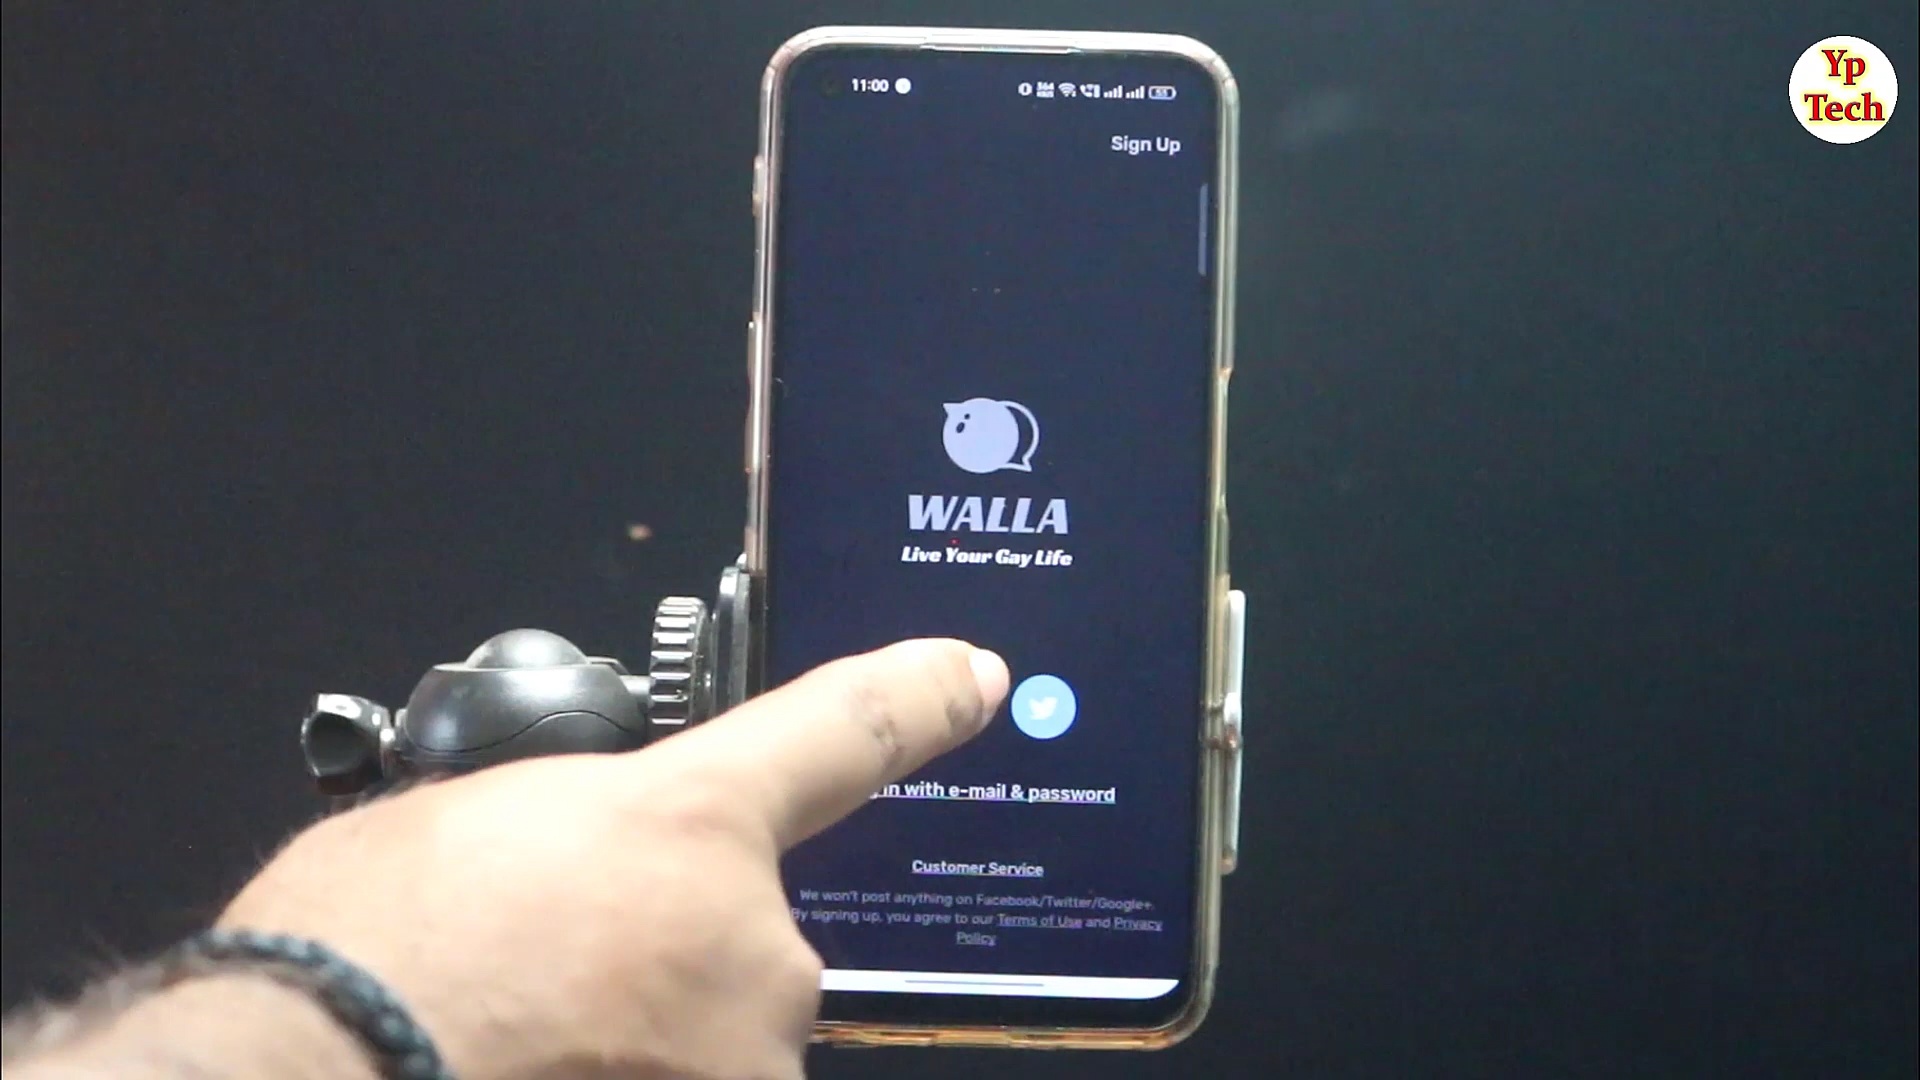 Yp
Tech
11:00
Sign Up
WALLA
Live Your Gay Life
in with e-mail & password
Customer Service
We won't post anything on Facebook/Twitter/Google+.
By signing up, you agree to our Terms of Use and Privacy
Policy